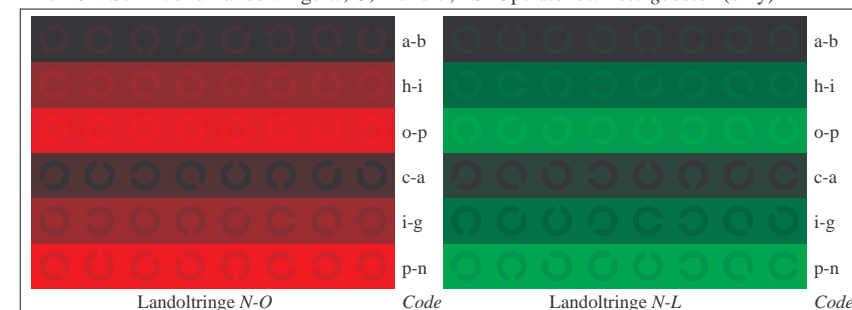 a-b a-b
h-i h-i
o-p o-p
c-a c-a
i-g i-g
p-n p-n
Landoltringe N-O Code Landoltringe N-L Code